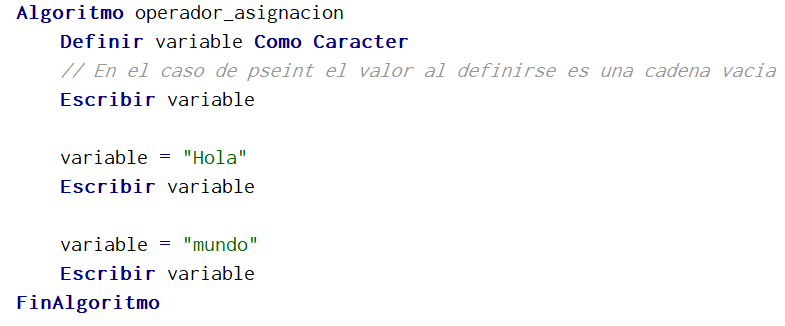 Algoritmo operador_asignacion
Definir variable Como Caracter
// En el caso de pseint el valor al definirse es una cadena vacia
Escribir variable
variable = "Hola"
Escribir variable
variable = "mundo"
Escribir variable
FinAlgoritmo